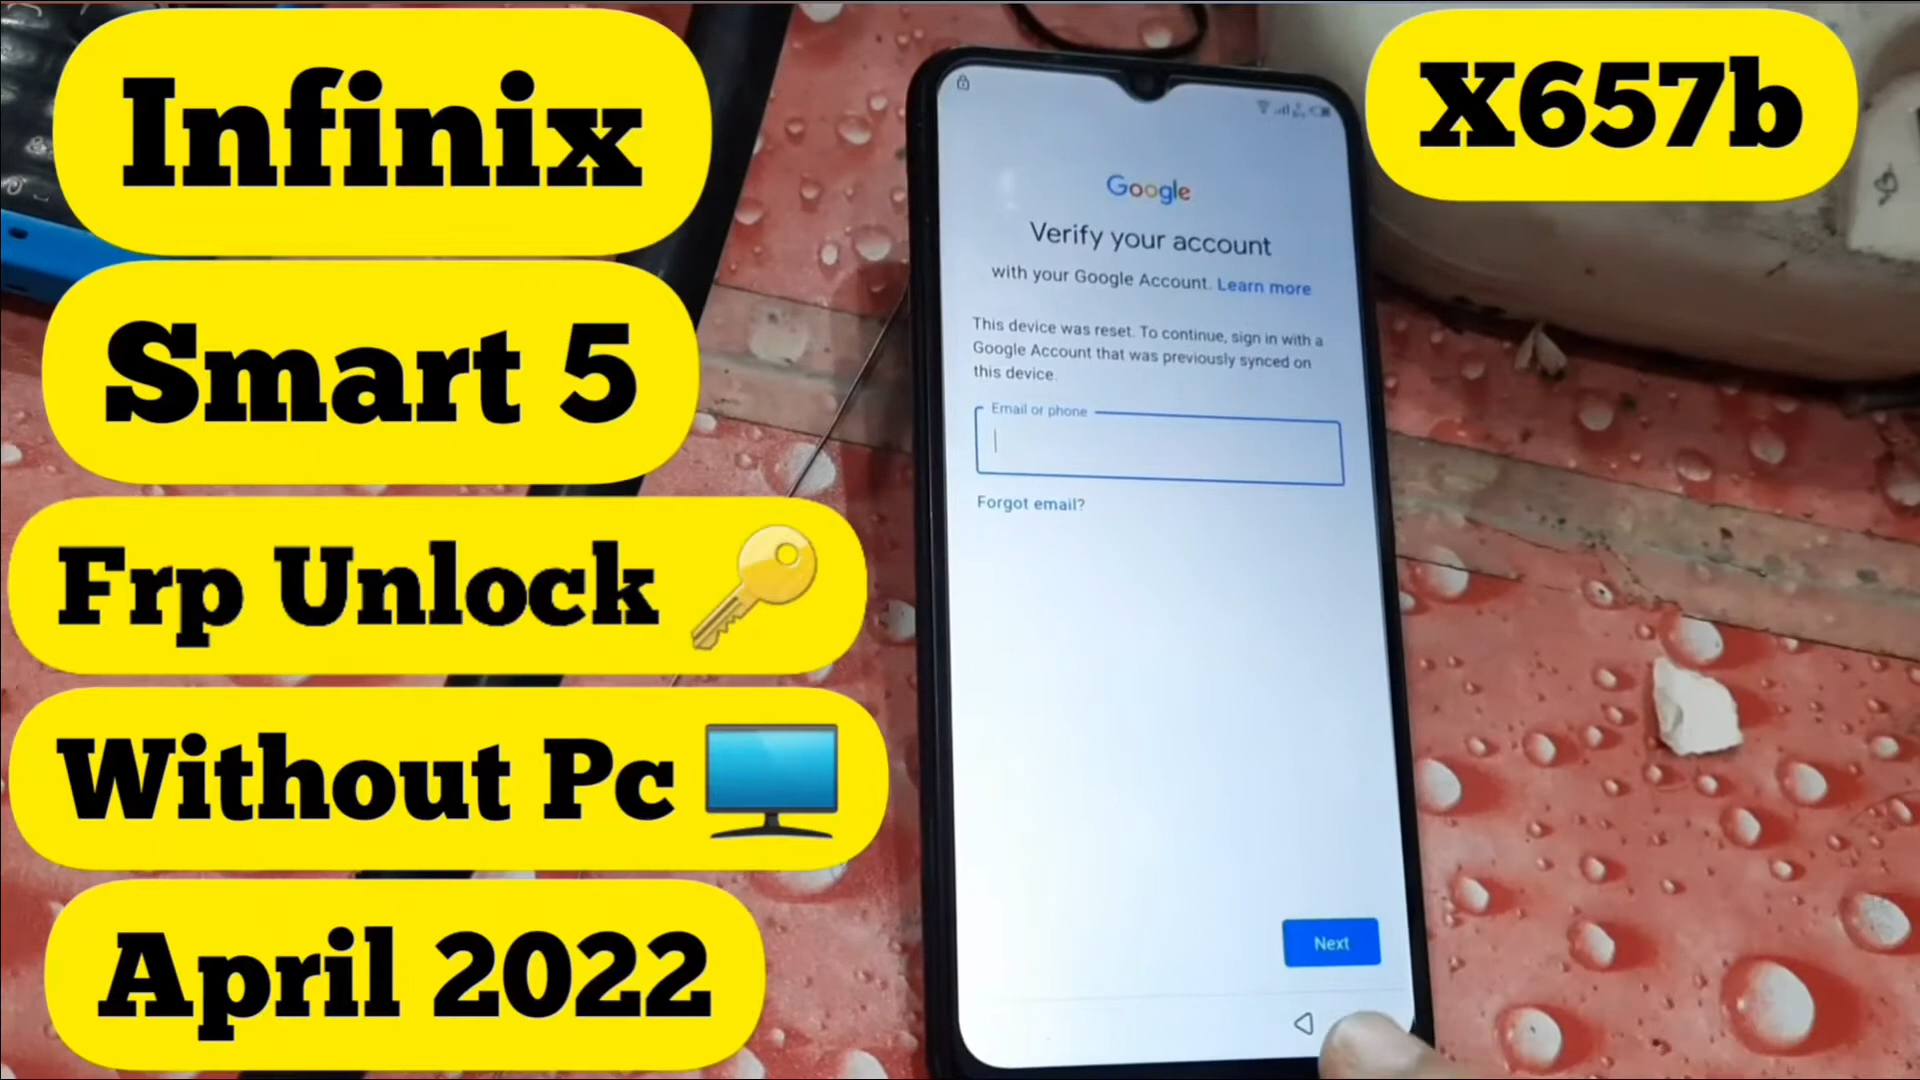 Infinix
Smart 5
Frp Unlock
Without Pc
April 2022
X657b
Google
Verify your account
with your Google Account. Learn more
This device was reset. To continue, sign in with a
Google Account that was previously synced on
this device.
Email or phone
Forgot email?
Next